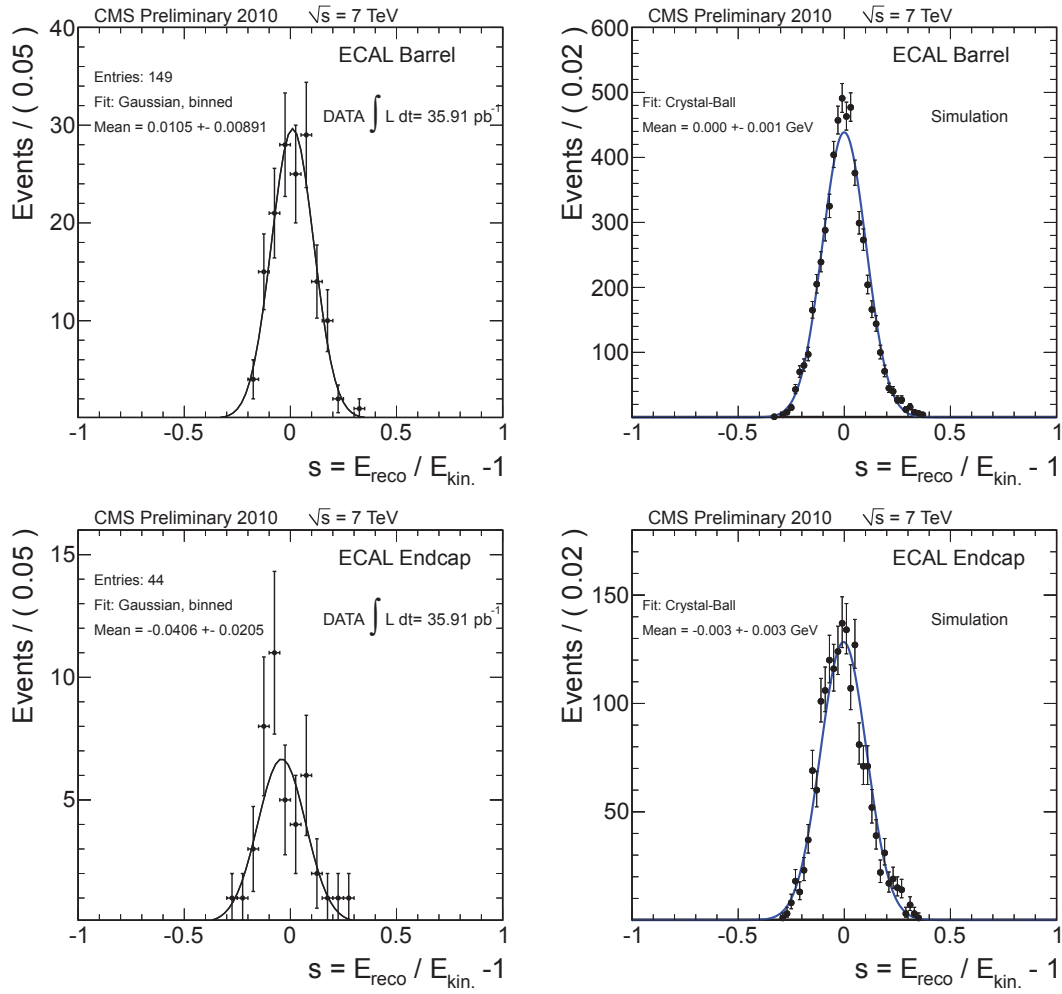 CMS Preliminary 2010 √s = 7 TeV
Events / ( 0.05 )
40
30
20
10
ECAL Barrel
Entries: 149
Fit: Gaussian, binned
Mean = 0.0105 +- 0.00891
DATA ∫ L dt= 35.91 pb⁻¹
-1 -0.5 0 0.5 1
s = E_reco / E_kin. -1
CMS Preliminary 2010 √s = 7 TeV
Events / ( 0.02 )
600
500
400
300
200
100
ECAL Barrel
Fit: Crystal-Ball
Mean = 0.000 +- 0.001 GeV
Simulation
-1 -0.5 0 0.5 1
s = E_reco / E_kin. -1
CMS Preliminary 2010 √s = 7 TeV
Events / ( 0.05 )
15
10
5
ECAL Endcap
Entries: 44
Fit: Gaussian, binned
Mean = -0.0406 +- 0.0205
DATA ∫ L dt= 35.91 pb⁻¹
-1 -0.5 0 0.5 1
s = E_reco / E_kin. -1
CMS Preliminary 2010 √s = 7 TeV
Events / ( 0.02 )
150
100
50
ECAL Endcap
Fit: Crystal-Ball
Mean = -0.003 +- 0.003 GeV
Simulation
-1 -0.5 0 0.5 1
s = E_reco / E_kin. -1